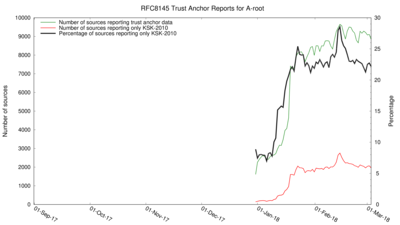 RFC8145 Trust Anchor Reports for A-root
Number of sources reporting trust anchor data
Number of sources reporting only KSK-2010
Percentage of sources reporting only KSK-2010
10000
9000
8000
7000
6000
5000
4000
3000
2000
1000
0
Number of sources
30
25
20
15
10
5
0
Percentage
01-Sep-17
01-Oct-17
01-Nov-17
01-Dec-17
01-Jan-18
01-Feb-18
01-Mar-18